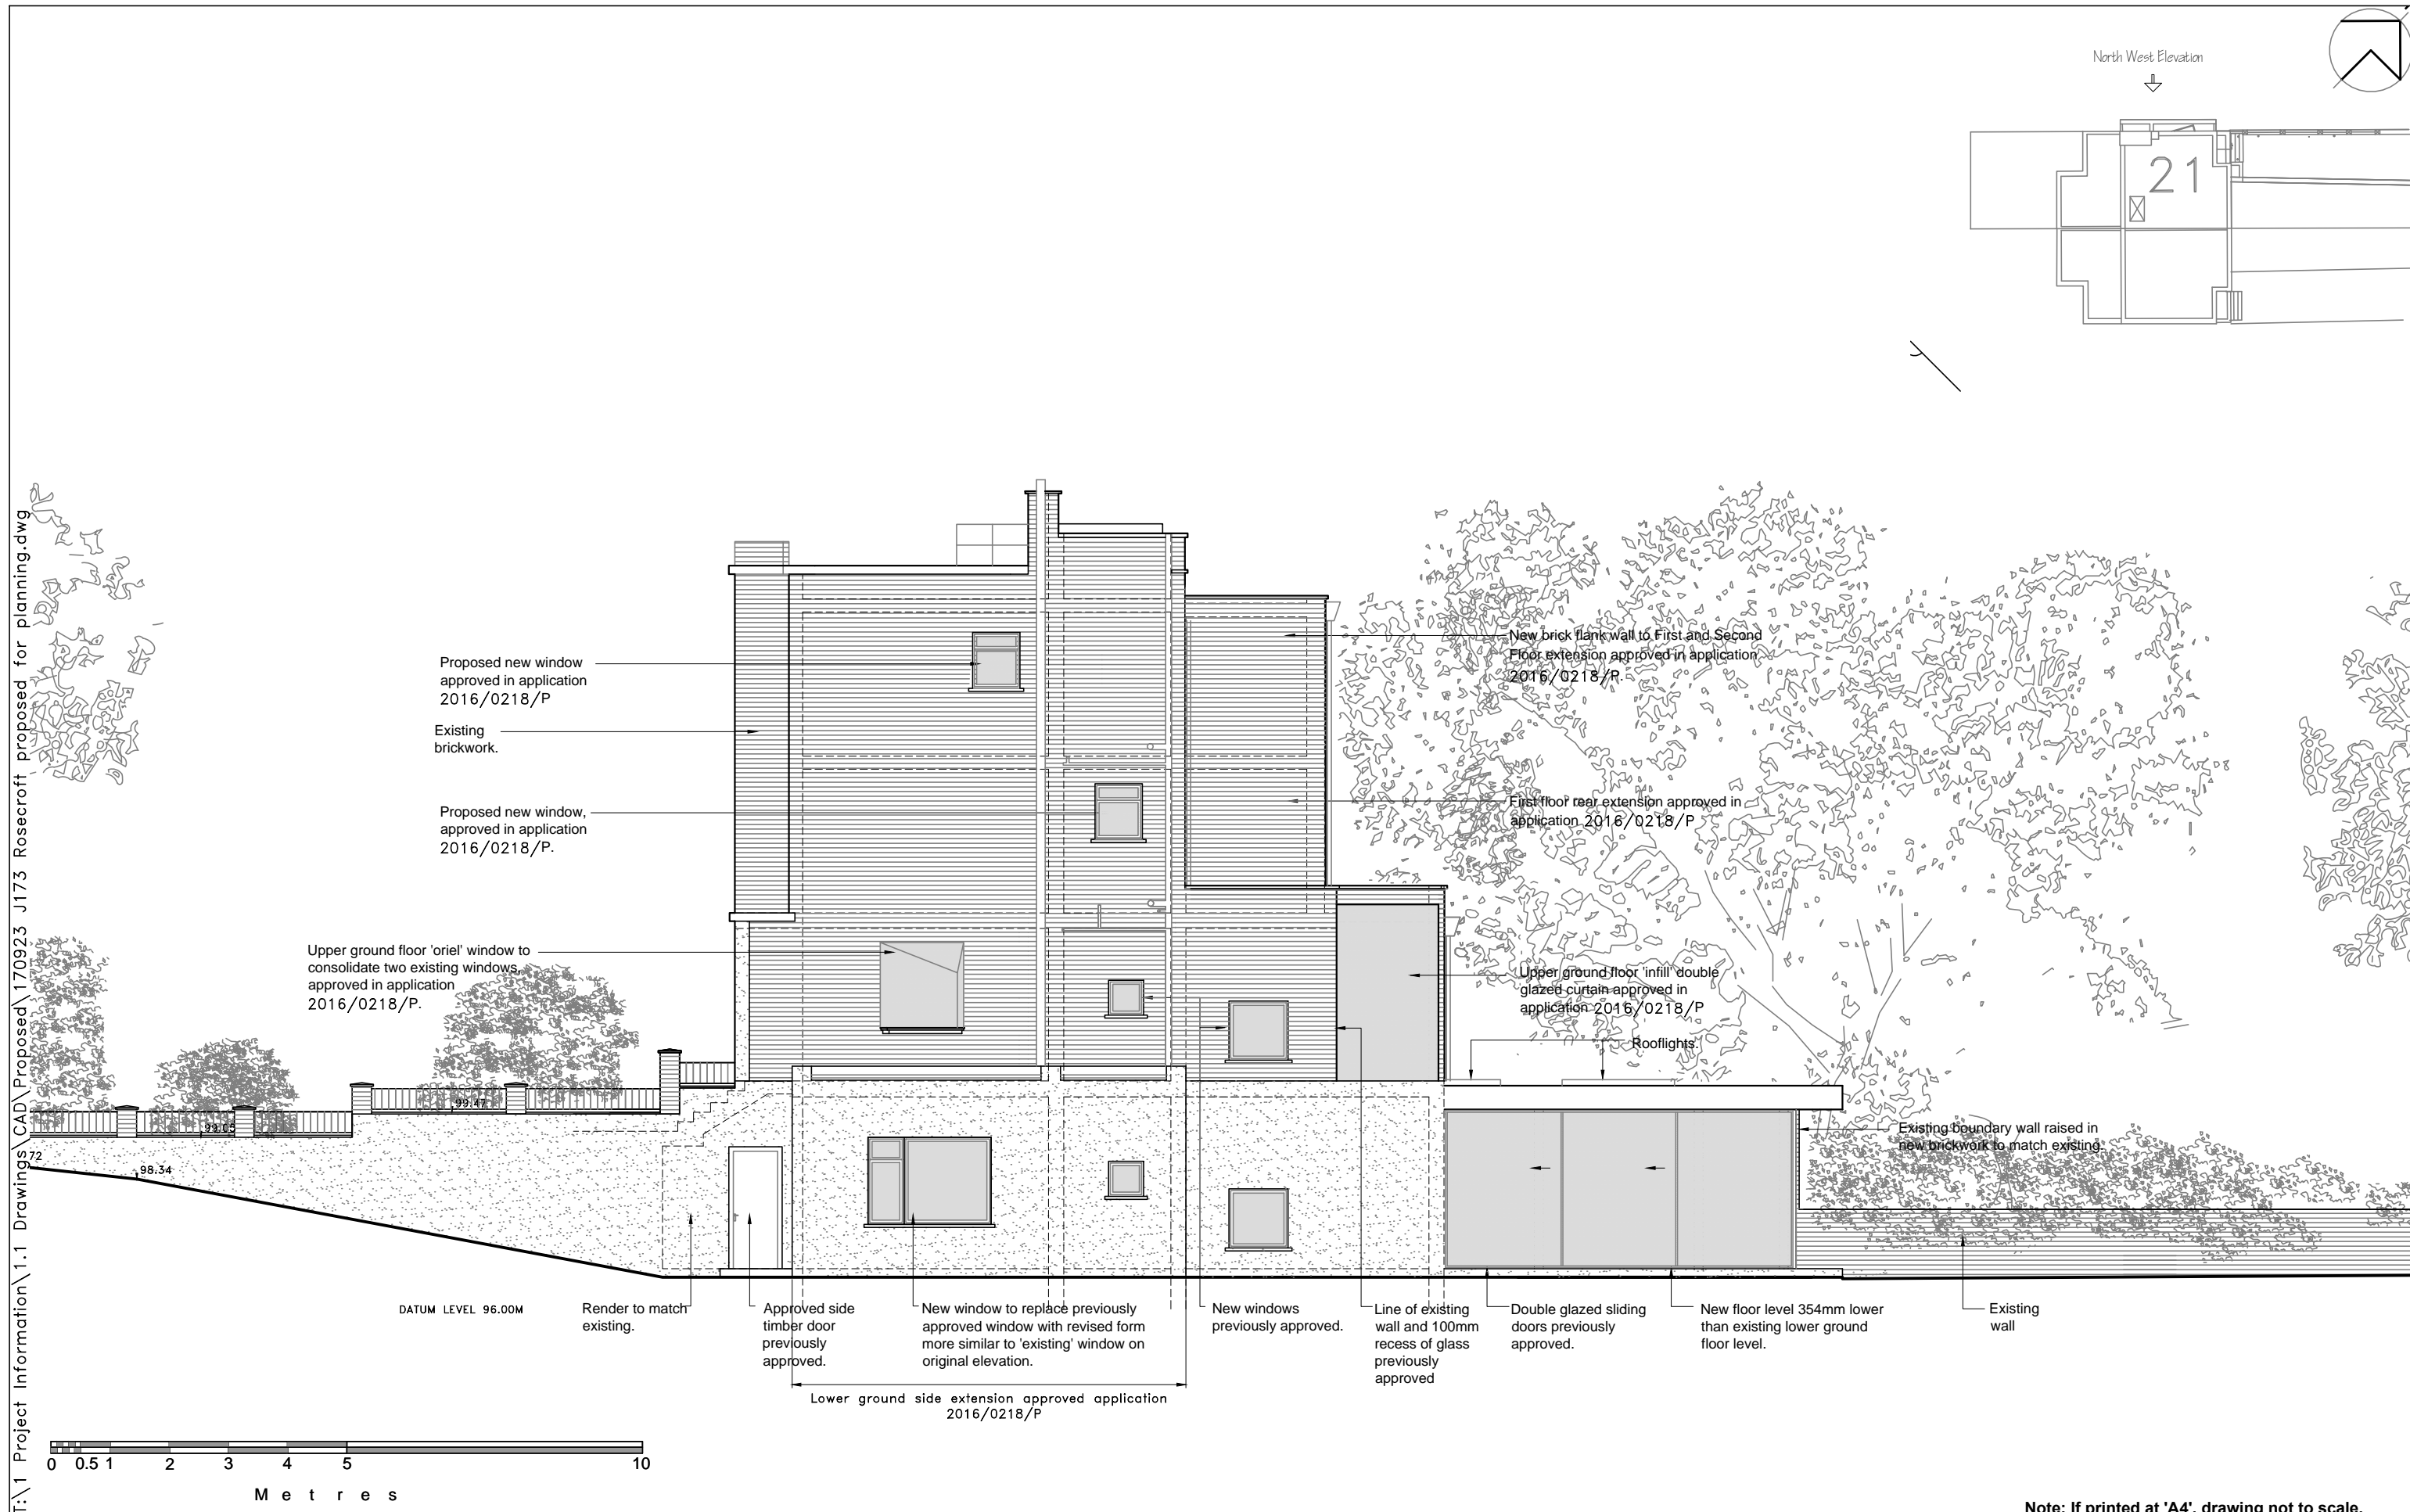 North West Elevation
21
T:\1 Project Information\1.1 Drawings\CAD\Proposed\170923 J173 Rosecroft proposed for planning.dwg
Proposed new window
approved in application
2016/0218/P
Existing
brickwork.
Proposed new window,
approved in application
2016/0218/P.
Upper ground floor 'oriel' window to
consolidate two existing windows,
approved in application
2016/0218/P.
New brick flank wall to First and Second
Floor extension approved in application
2016/0218/P.
First floor rear extension approved in
application 2016/0218/P
Upper ground floor 'infill' double
glazed curtain approved in
application 2016/0218/P
Rooflights.
Existing boundary wall raised in
new brickwork to match existing.
99.47
99.05
72
98.34
DATUM LEVEL 96.00M
Render to match
existing.
Approved side
timber door
previously
approved.
New window to replace previously
approved window with revised form
more similar to 'existing' window on
original elevation.
New windows
previously approved.
Line of existing
wall and 100mm
recess of glass
previously
approved
Double glazed sliding
doors previously
approved.
New floor level 354mm lower
than existing lower ground
floor level.
Existing
wall
Lower ground side extension approved application
2016/0218/P
0 0.5 1 2 3 4 5 10
Metres
Note: If printed at 'A4', drawing not to scale.